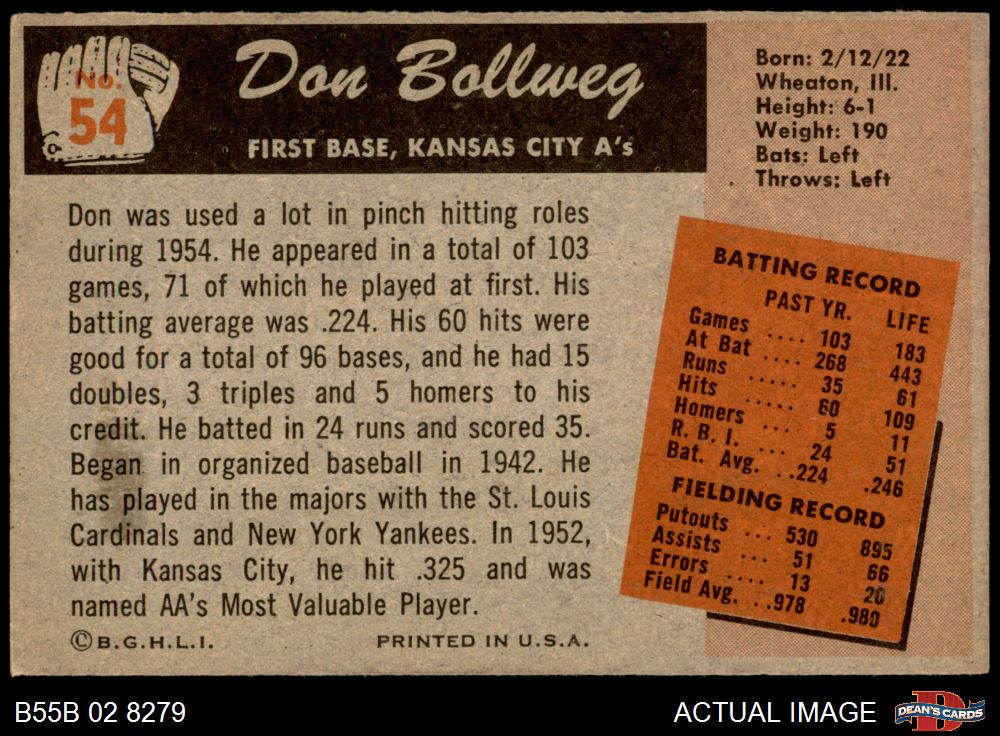 No.
54
Don Bollweg
FIRST BASE, KANSAS CITY A's
Born: 2/12/22
Wheaton, Ill.
Height: 6-1
Weight: 190
Bats: Left
Throws: Left
Don was used a lot in pinch hitting roles
during 1954. He appeared in a total of 103
games, 71 of which he played at first. His
batting average was .224. His 60 hits were
good for a total of 96 bases, and he had 15
doubles, 3 triples and 5 homers to his
credit. He batted in 24 runs and scored 35.
Began in organized baseball in 1942. He
has played in the majors with the St. Louis
Cardinals and New York Yankees. In 1952,
with Kansas City, he hit .325 and was
named AA's Most Valuable Player.
©B.G.H.L.I. PRINTED IN U.S.A.
BATTING RECORD
PAST YR. LIFE
Games .... 103 183
At Bat .... 268 443
Runs ..... 35 61
Hits ..... 60 109
Homers ... 5 11
R. B. I. ... 24 51
Bat. Avg. ..224 .246
FIELDING RECORD
Putouts ... 530 895
Assists ... 51 66
Errors .... 13 20
Field Avg. ..978 .980
B55B 02 8279
ACTUAL IMAGE
DEAN'S CARDS